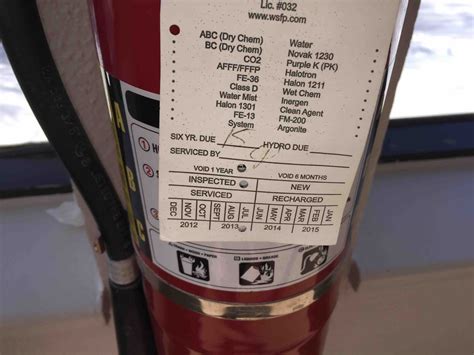 Lic. #032
www.wsfp.com
ABC (Dry Chem) Water
BC (Dry Chem) Novak 1230
CO2 Purple K (PK)
AFFF/FFFP Halotron
FE-36 Halon 1211
Class D Wet Chem
Water Mist Inergen
Halon 1301 Clean Agent
FE-13 FM-200
System Argonite
SIX YR. DUE HYDRO DUE
SERVICED BY
VOID 1 YEAR VOID 6 MONTHS
INSPECTED NEW
SERVICED RECHARGED
DEC NOV OCT SEPT AUG JUL JUN MAY APR MAR FEB JAN
2012 2013 2014 2015